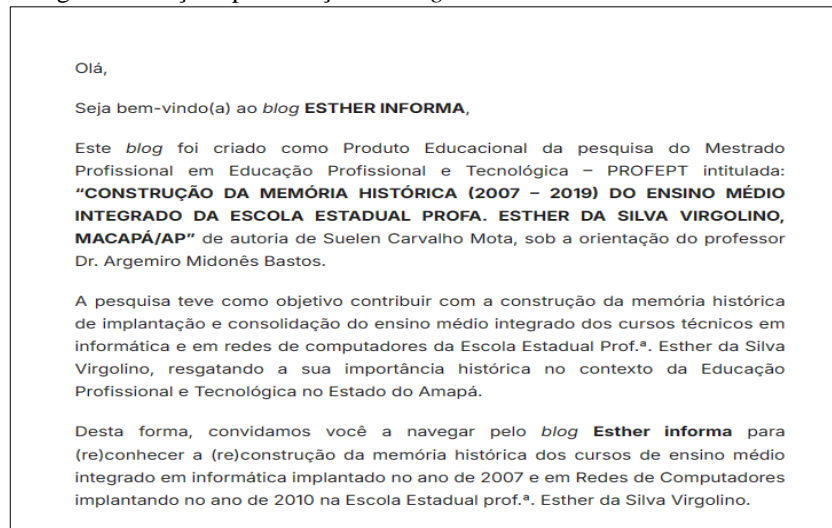 Olá,
Seja bem-vindo(a) ao blog ESTHER INFORMA,
Este blog foi criado como Produto Educacional da pesquisa do Mestrado
Profissional em Educação Profissional e Tecnológica – PROFEPT intitulada:
“CONSTRUÇÃO DA MEMÓRIA HISTÓRICA (2007 – 2019) DO ENSINO MÉDIO
INTEGRADO DA ESCOLA ESTADUAL PROFA. ESTHER DA SILVA VIRGOLINO,
MACAPÁ/AP” de autoria de Suelen Carvalho Mota, sob a orientação do professor
Dr. Argemiro Midonês Bastos.
A pesquisa teve como objetivo contribuir com a construção da memória histórica
de implantação e consolidação do ensino médio integrado dos cursos técnicos em
informática e em redes de computadores da Escola Estadual Prof.ª. Esther da Silva
Virgolino, resgatando a sua importância histórica no contexto da Educação
Profissional e Tecnológica no Estado do Amapá.
Desta forma, convidamos você a navegar pelo blog Esther informa para
(re)conhecer a (re)construção da memória histórica dos cursos de ensino médio
integrado em informática implantado no ano de 2007 e em Redes de Computadores
implantando no ano de 2010 na Escola Estadual prof.ª. Esther da Silva Virgolino.